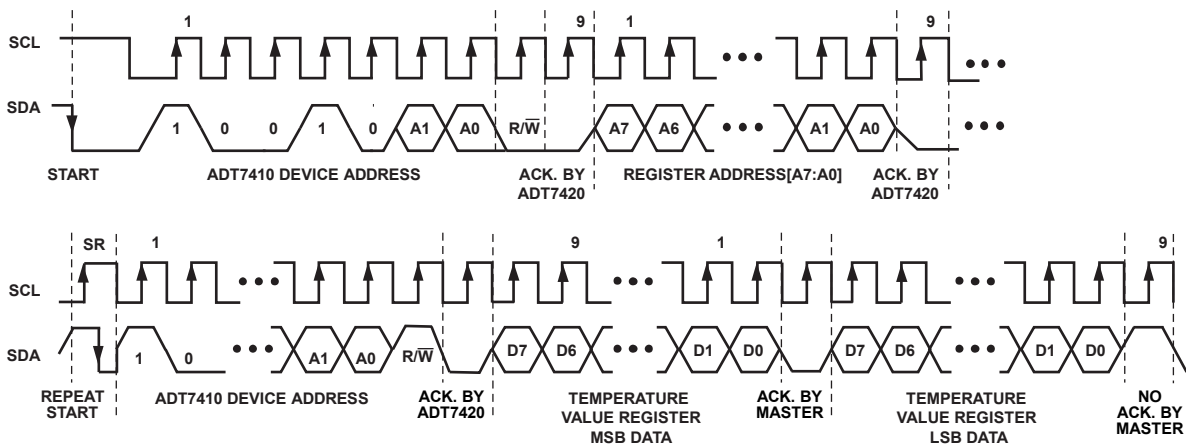 1 9 1 9
SCL
SDA
1 0 0 1 0 A1 A0 R/W̅ A7 A6 A1 A0
START ADT7410 DEVICE ADDRESS ACK. BY ADT7420 REGISTER ADDRESS[A7:A0] ACK. BY ADT7420
SR 1 9 1 9
SCL
SDA
1 0 A1 A0 R/W̅ D7 D6 D1 D0 D7 D6 D1 D0
REPEAT START
ADT7410 DEVICE ADDRESS
ACK. BY ADT7420
TEMPERATURE
VALUE REGISTER
MSB DATA
ACK. BY MASTER
TEMPERATURE
VALUE REGISTER
LSB DATA
NO
ACK. BY
MASTER